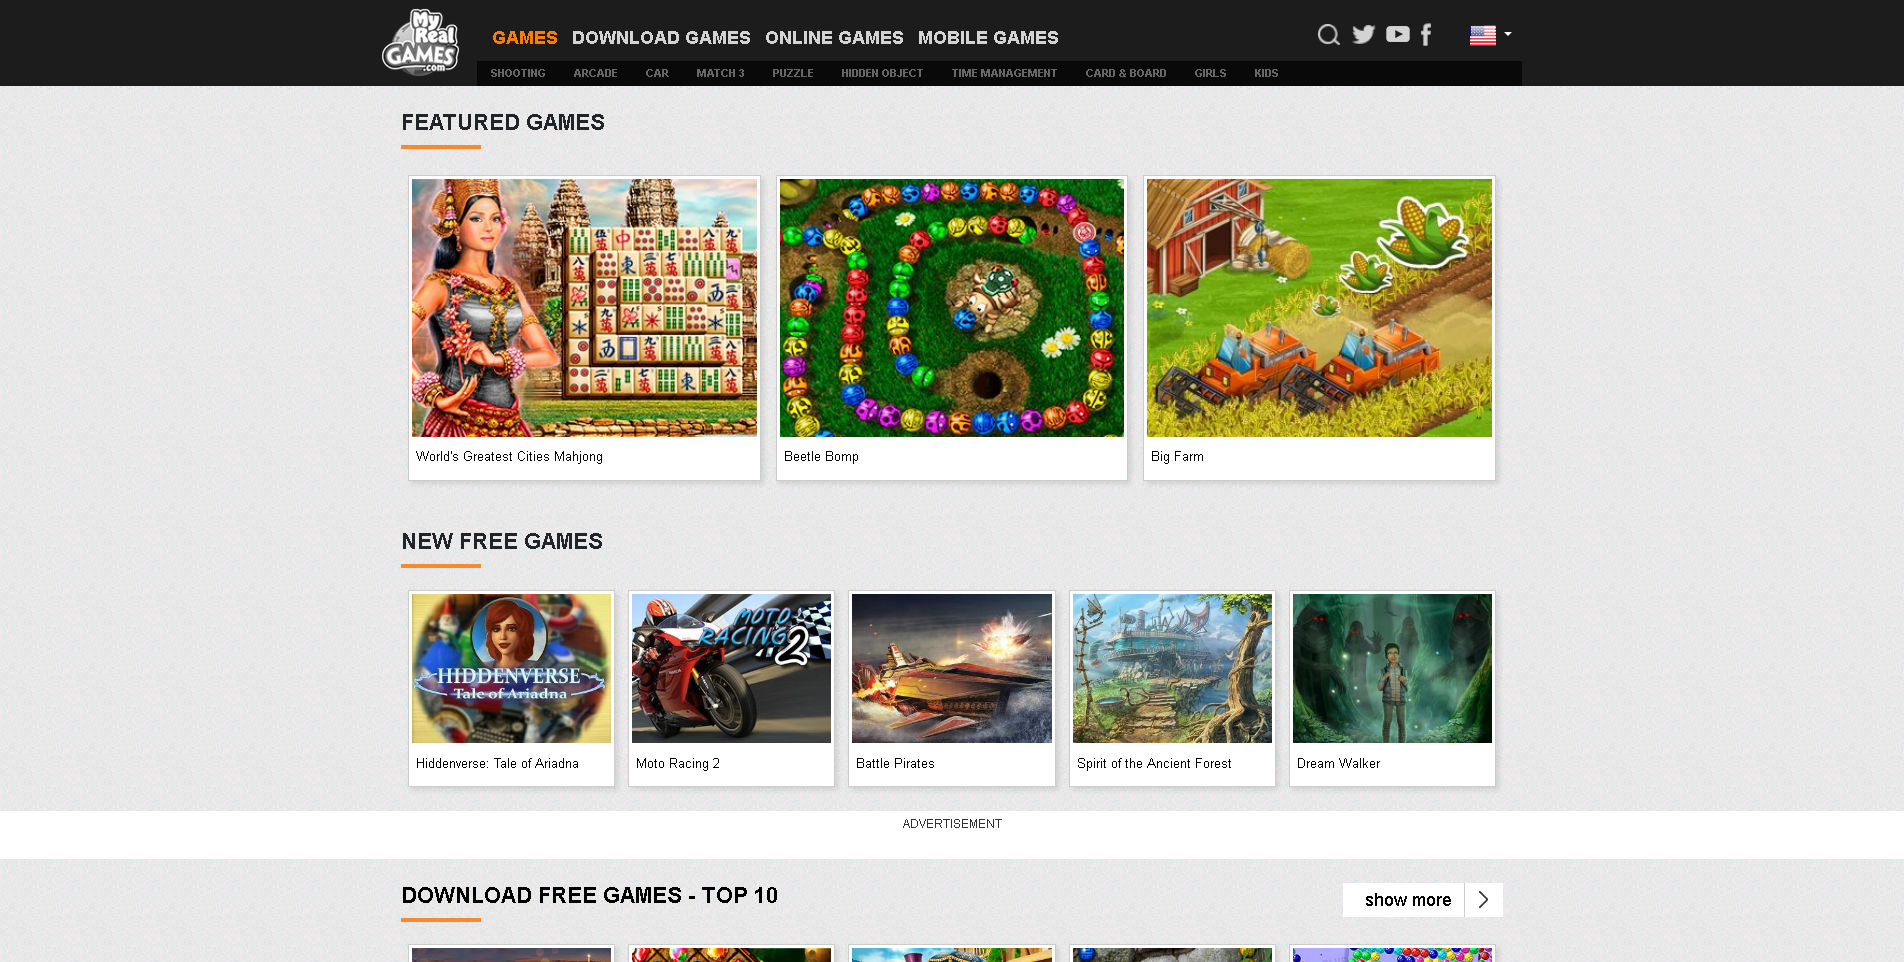 My
Real
GAMES
.com
GAMES DOWNLOAD GAMES ONLINE GAMES MOBILE GAMES
SHOOTING ARCADE CAR MATCH 3 PUZZLE HIDDEN OBJECT TIME MANAGEMENT CARD & BOARD GIRLS KIDS
FEATURED GAMES
World's Greatest Cities Mahjong
Beetle Bomp
Big Farm
NEW FREE GAMES
HIDDENVERSE
Tale of Ariadna
MOTO
RACING
2
Hiddenverse: Tale of Ariadna
Moto Racing 2
Battle Pirates
Spirit of the Ancient Forest
Dream Walker
ADVERTISEMENT
DOWNLOAD FREE GAMES - TOP 10
show more